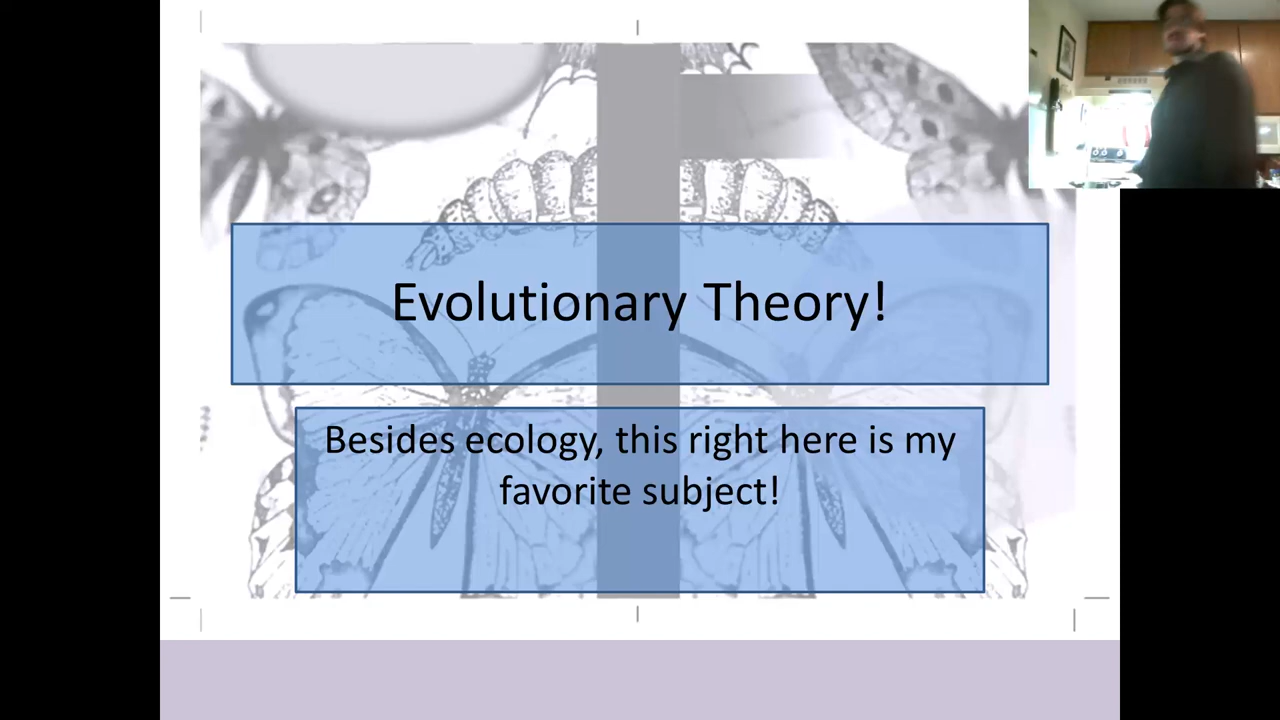 Evolutionary Theory!
Besides ecology, this right here is my
favorite subject!